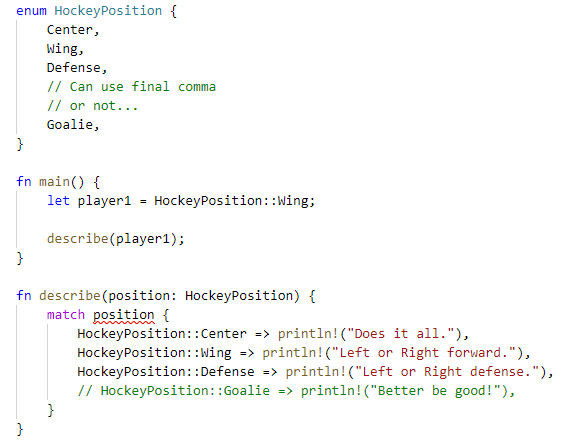 enum HockeyPosition {
    Center,
    Wing,
    Defense,
    // Can use final comma
    // or not...
    Goalie,
}
fn main() {
    let player1 = HockeyPosition::Wing;
    describe(player1);
}
fn describe(position: HockeyPosition) {
    match position {
        HockeyPosition::Center => println!("Does it all."),
        HockeyPosition::Wing => println!("Left or Right forward."),
        HockeyPosition::Defense => println!("Left or Right defense."),
        // HockeyPosition::Goalie => println!("Better be good!"),
    }
}